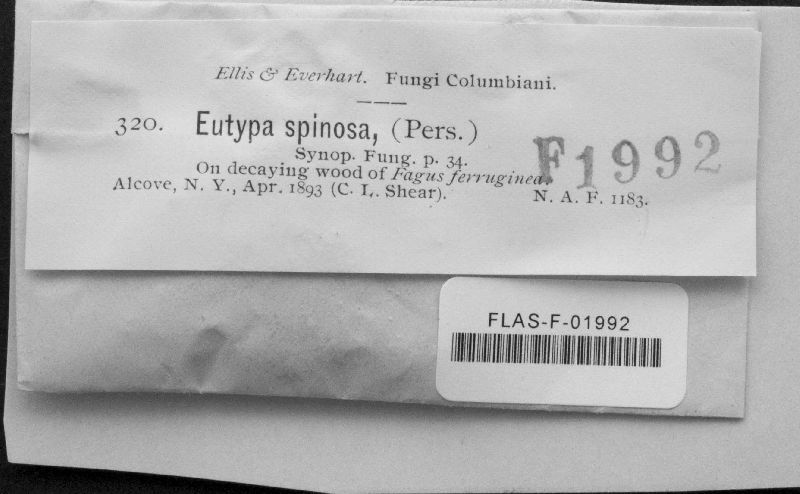 Ellis & Everhart. Fungi Columbiani.
320. Eutypa spinosa, (Pers.)
Synop. Fung. p. 34.
On decaying wood of Fagus ferruginea.
Alcove, N. Y., Apr. 1893 (C. L. Shear).
N. A. F. 1183.
F1992
FLAS-F-01992